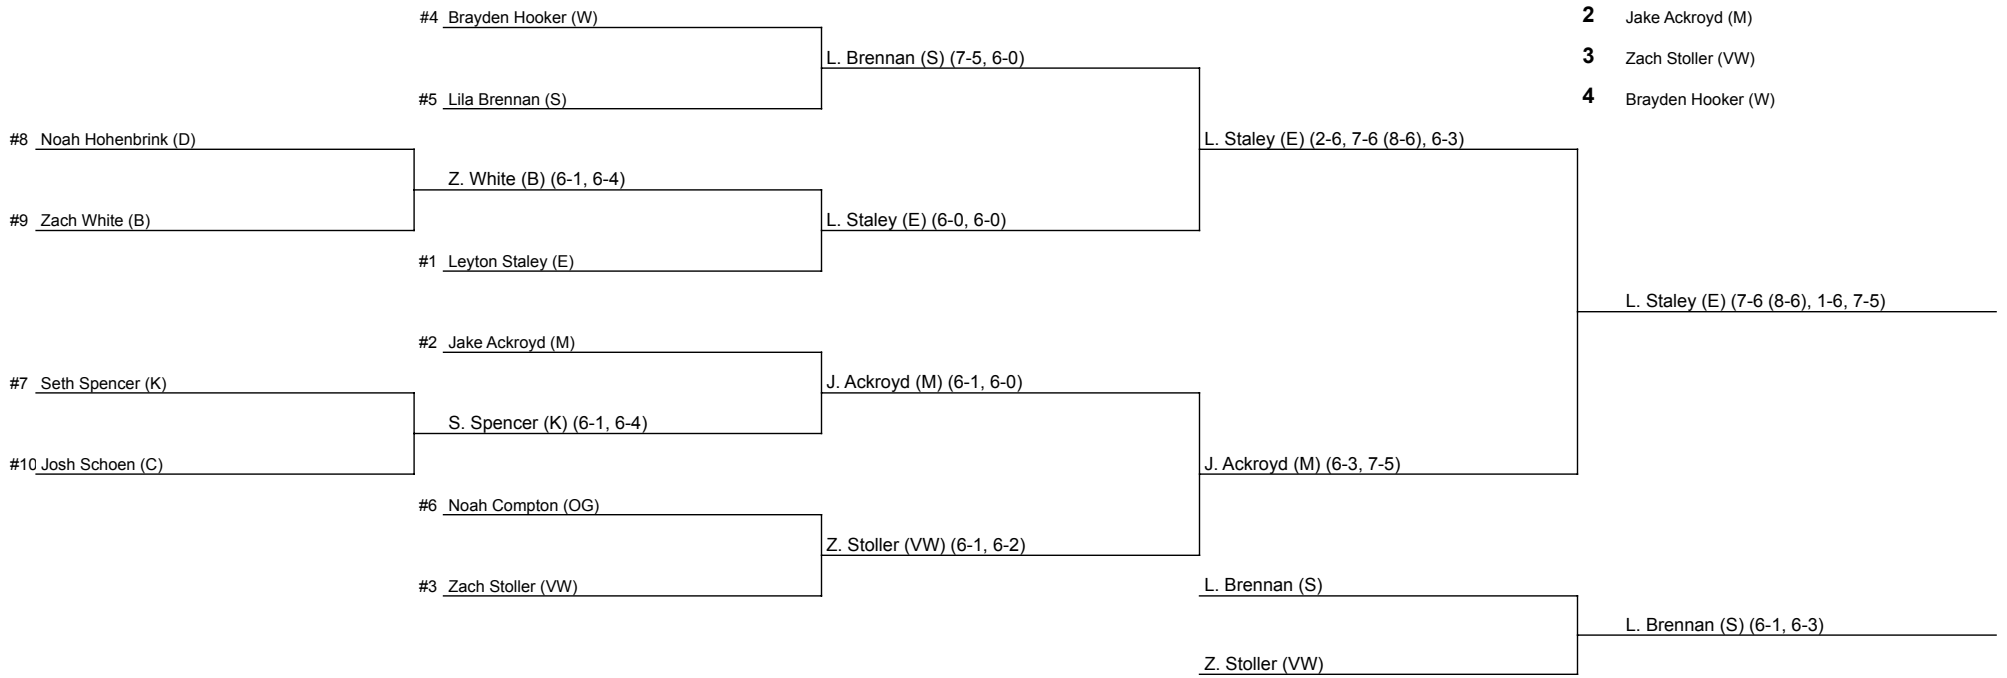 #4 Brayden Hooker (W)
2 Jake Ackroyd (M)
L. Brennan (S) (7-5, 6-0)
3 Zach Stoller (VW)
#5 Lila Brennan (S)
4 Brayden Hooker (W)
#8 Noah Hohenbrink (D)
L. Staley (E) (2-6, 7-6 (8-6), 6-3)
Z. White (B) (6-1, 6-4)
#9 Zach White (B)
L. Staley (E) (6-0, 6-0)
#1 Leyton Staley (E)
L. Staley (E) (7-6 (8-6), 1-6, 7-5)
#2 Jake Ackroyd (M)
#7 Seth Spencer (K)
J. Ackroyd (M) (6-1, 6-0)
S. Spencer (K) (6-1, 6-4)
#10 Josh Schoen (C)
J. Ackroyd (M) (6-3, 7-5)
#6 Noah Compton (OG)
Z. Stoller (VW) (6-1, 6-2)
#3 Zach Stoller (VW)
L. Brennan (S)
L. Brennan (S) (6-1, 6-3)
Z. Stoller (VW)